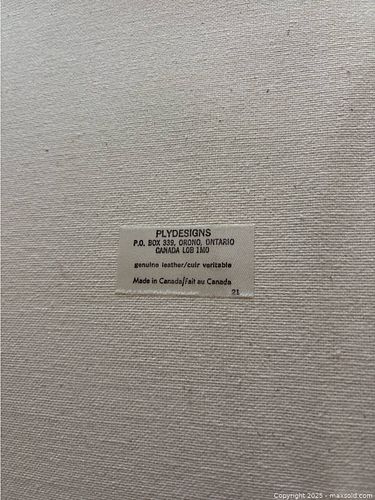 PLYDESIGNS
P.O. BOX 339, ORONO, ONTARIO
CANADA L0B 1M0
genuine leather/cuir veritable
Made in Canada/fait au Canada
21
Copyright 2025 - maxsold.com